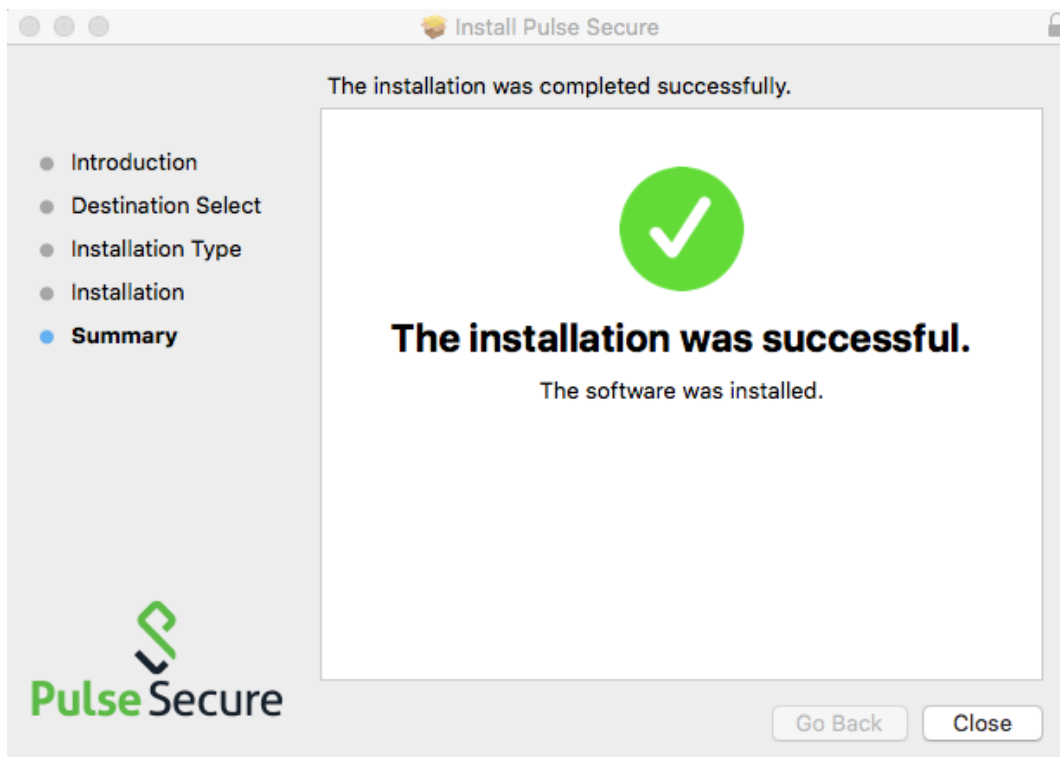 Install Pulse Secure
The installation was completed successfully.
Introduction
Destination Select
Installation Type
Installation
Summary
The installation was successful.
The software was installed.
Pulse Secure
Go Back
Close